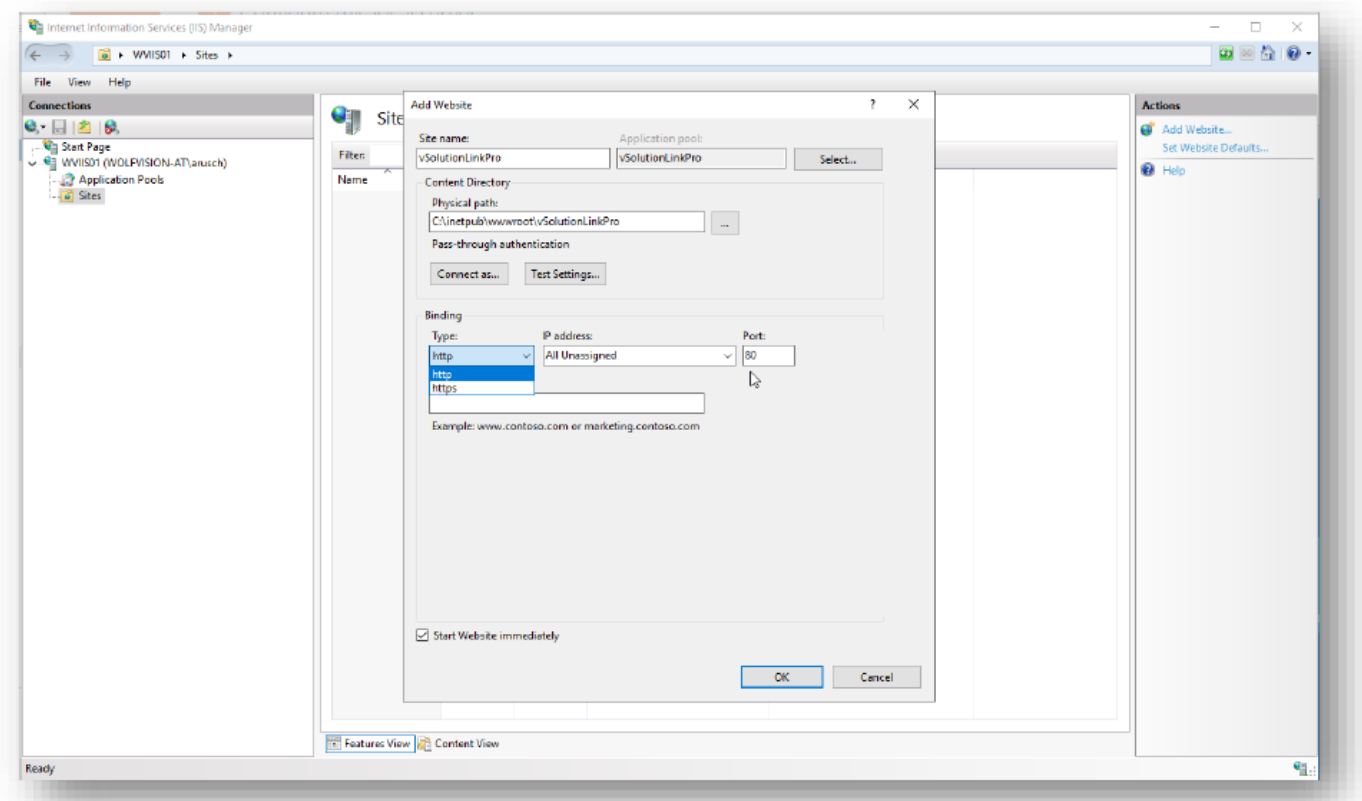 Internet Information Services (IIS) Manager
WVIIS01 Sites
File View Help
Connections
Start Page
WVIIS01 (WOLFVISION-AT\anusch)
Application Pools
Sites
Site
Filter:
Name
Add Website
?
Site name:
Application pool:
vSolutionLinkPro
vSolutionLinkPro
Select...
Content Directory
Physical path:
C:\inetpub\wwwroot\vSolutionLinkPro
...
Pass-through authentication
Connect as...
Test Settings...
Binding
Type:
IP address:
Port:
http
All Unassigned
80
http
https
Example: www.contoso.com or marketing.contoso.com
Start Website immediately
OK
Cancel
Actions
Add Website...
Set Website Defaults...
Help
Features View
Content View
Ready